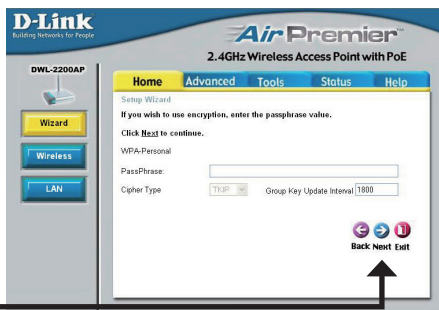 D-Link
Building Networks for People
Air Premier™
2.4GHz Wireless Access Point with PoE
DWL-2200AP
Home Advanced Tools Status Help
Setup Wizard
If you wish to use encryption, enter the passphrase value.
Click Next to continue.
WPA-Personal
PassPhrase:
Cipher Type TKIP Group Key Update Interval 1800
Back Next Exit
Wizard
Wireless
LAN